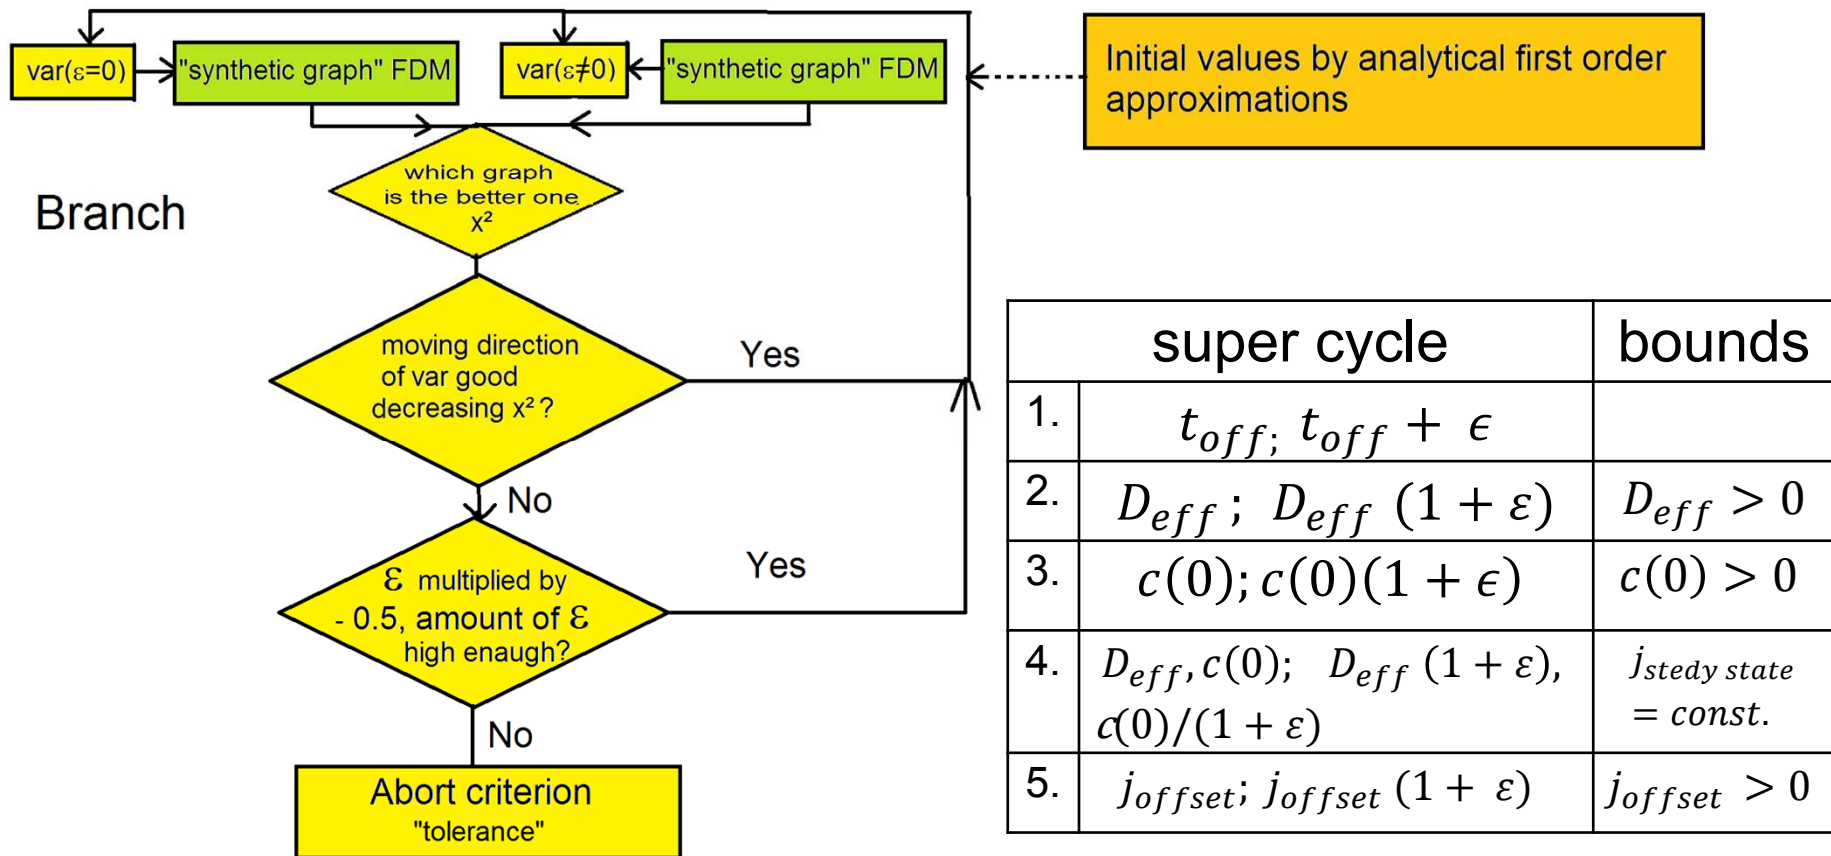 var(ε=0)
"synthetic graph" FDM
var(ε≠0)
"synthetic graph" FDM
Initial values by analytical first order
approximations
which graph
is the better one
x²
Branch
moving direction
of var good
decreasing x² ?
Yes
No
ε multiplied by
- 0.5, amount of ε
high enaugh?
Yes
No
Abort criterion
"tolerance"
super cycle bounds
1. t_off; t_off + ϵ
2. D_eff ; D_eff (1 + ε) D_eff > 0
3. c(0); c(0)(1 + ϵ) c(0) > 0
4. D_eff, c(0); D_eff (1 + ε), j_stedy state
c(0)/(1 + ε) = const.
5. j_offset; j_offset (1 + ε) j_offset > 0